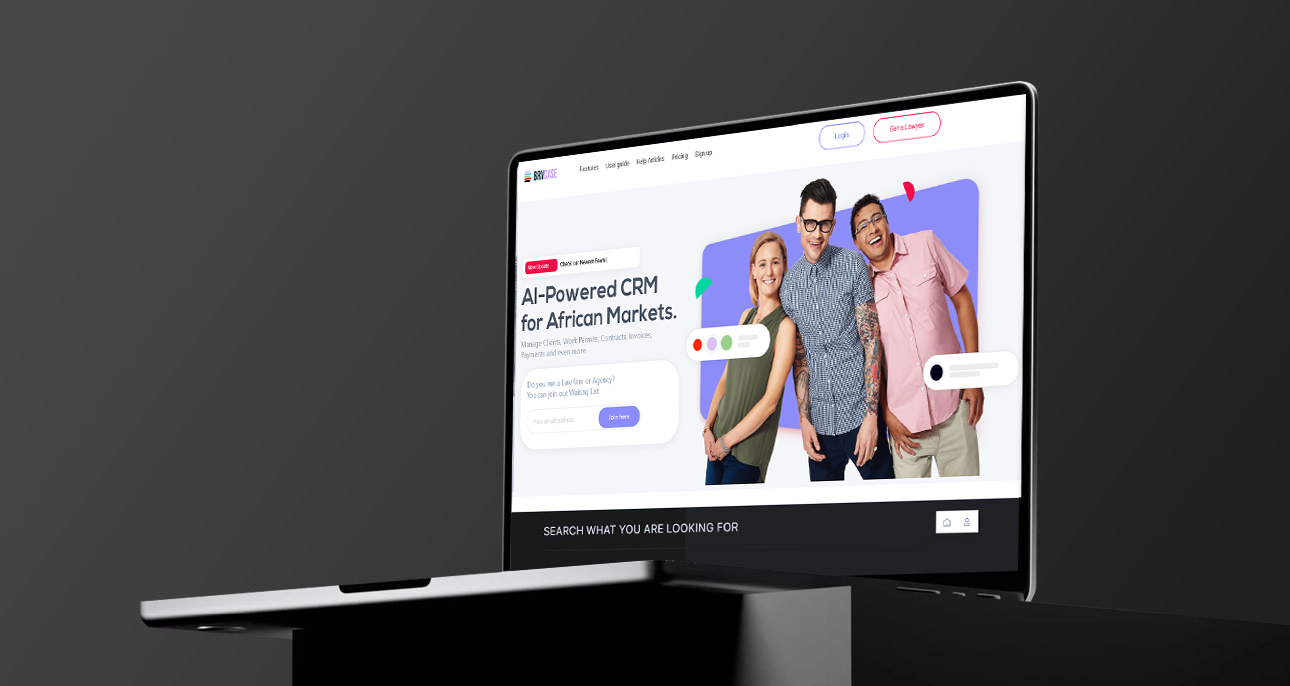 BRVCASE
Features User guide Help Articles Pricing Sign up
Login
Get a Lawyer
New Update Check our Newest Featu
AI-Powered CRM
for African Markets.
Manage Clients, Work Permits, Contracts, Invoices,
Payments and even more.
Do you run a Law firm or Agency?
You can join our Waiting List
Your email address
Join here
SEARCH WHAT YOU ARE LOOKING FOR